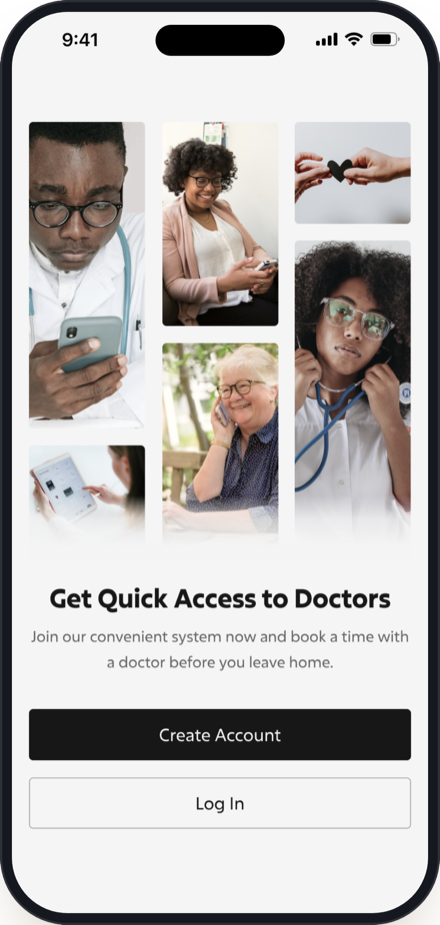 9:41
Get Quick Access to Doctors
Join our convenient system now and book a time with
a doctor before you leave home.
Create Account
Log In